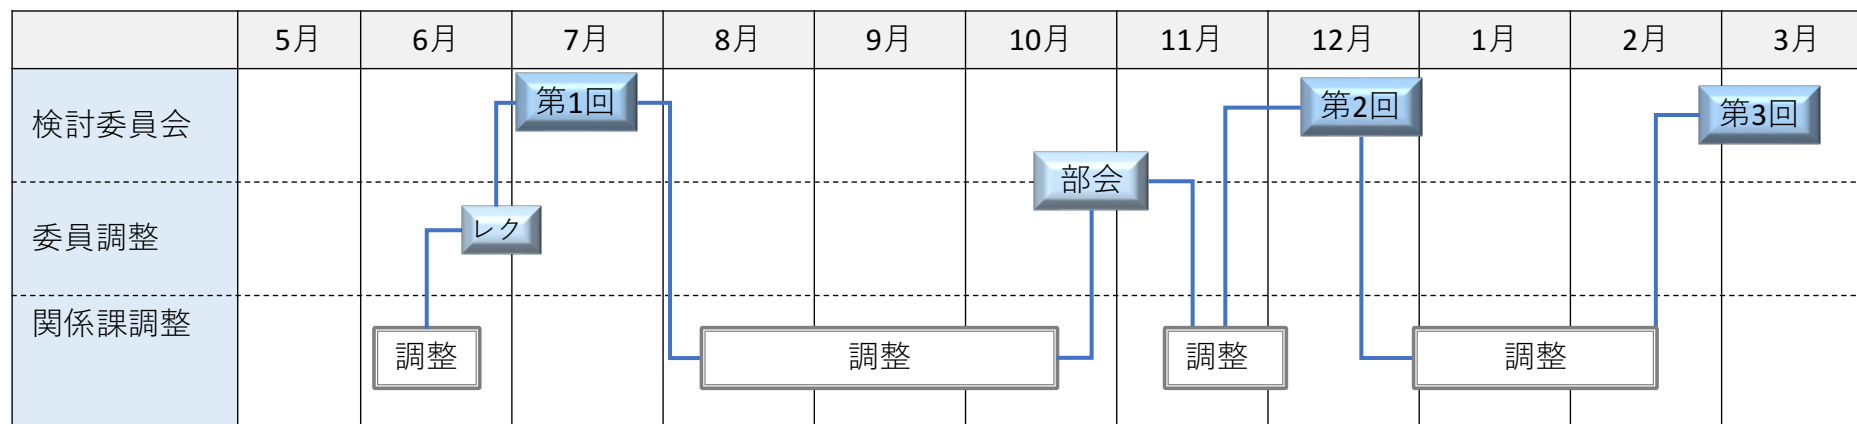 5月 6月 7月 8月 9月 10月 11月 12月 1月 2月 3月
検討委員会
第1回
第2回
第3回
部会
委員調整
レク
関係課調整
調整
調整
調整
調整